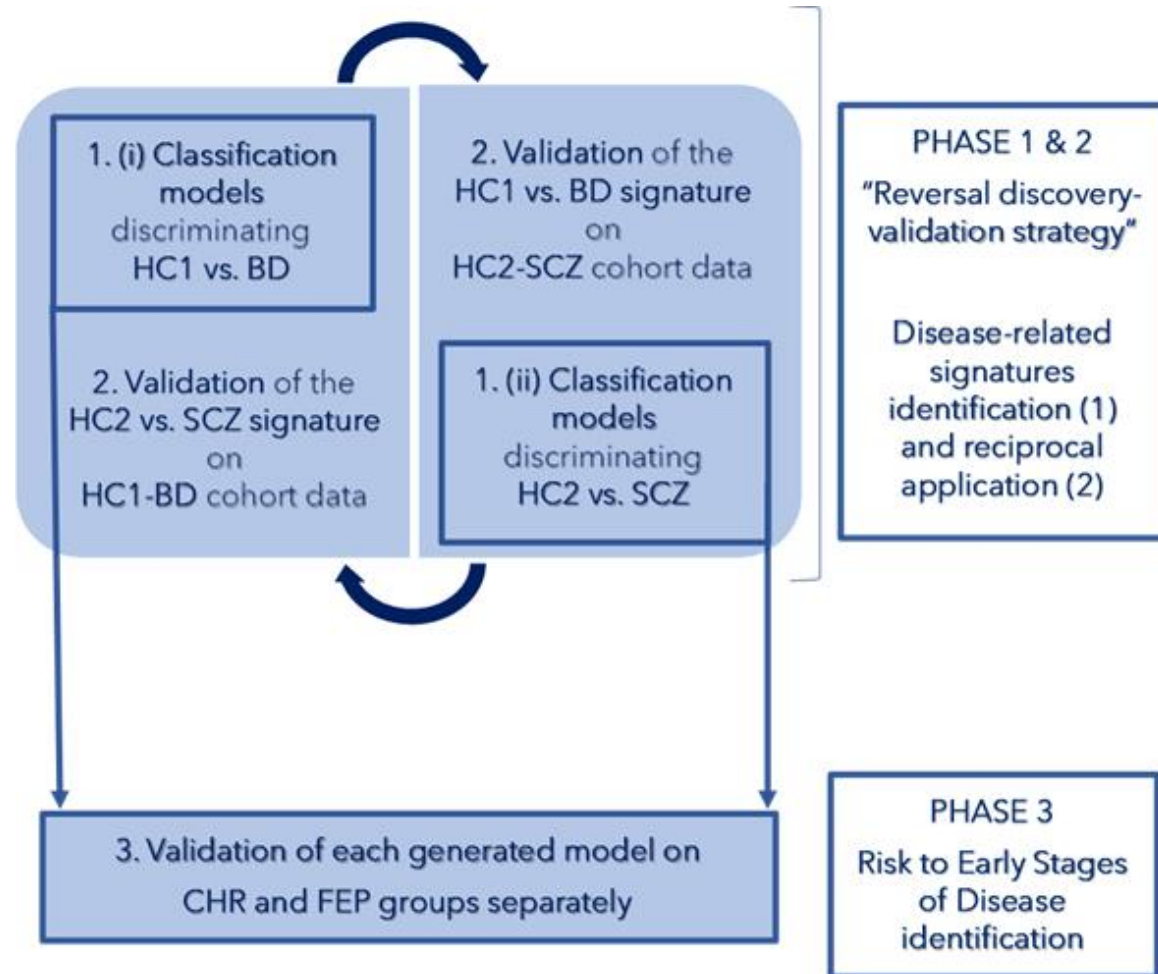 1. (i) Classification
models
discriminating
HC1 vs. BD
2. Validation of the
HC1 vs. BD signature
on
HC2-SCZ cohort data
2. Validation of the
HC2 vs. SCZ signature
on
HC1-BD cohort data
1. (ii) Classification
models
discriminating
HC2 vs. SCZ
PHASE 1 & 2
"Reversal discovery-
validation strategy"
Disease-related
signatures
identification (1)
and reciprocal
application (2)
3. Validation of each generated model on
CHR and FEP groups separately
PHASE 3
Risk to Early Stages
of Disease
identification